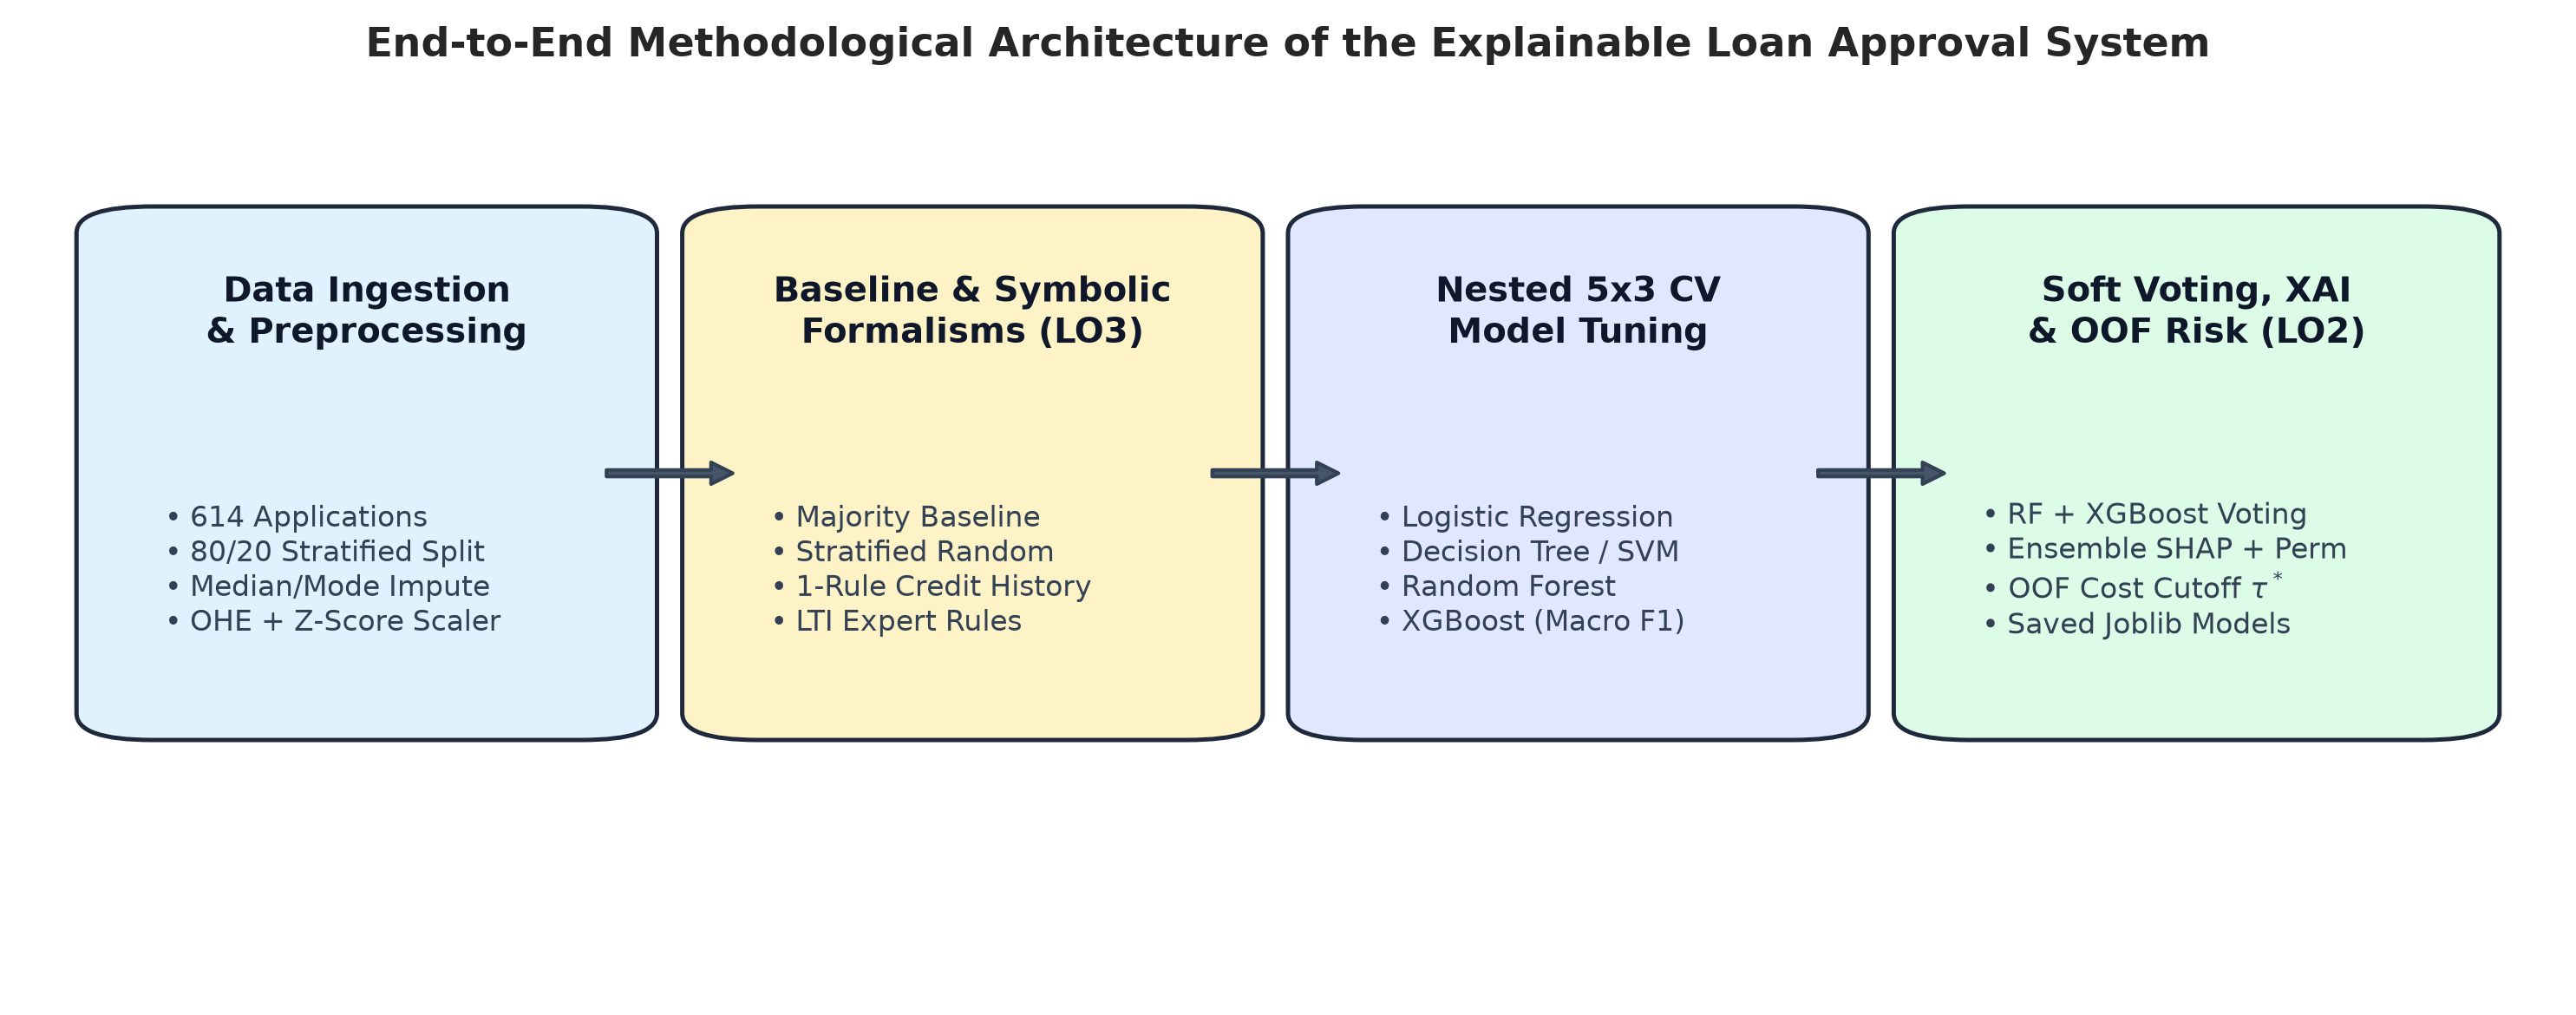 End-to-End Methodological Architecture of the Explainable Loan Approval System
Data Ingestion
& Preprocessing
• 614 Applications
• 80/20 Stratified Split
• Median/Mode Impute
• OHE + Z-Score Scaler
Baseline & Symbolic
Formalisms (LO3)
• Majority Baseline
• Stratified Random
• 1-Rule Credit History
• LTI Expert Rules
Nested 5x3 CV
Model Tuning
• Logistic Regression
• Decision Tree / SVM
• Random Forest
• XGBoost (Macro F1)
Soft Voting, XAI
& OOF Risk (LO2)
• RF + XGBoost Voting
• Ensemble SHAP + Perm
• OOF Cost Cutoff τ*
• Saved Joblib Models